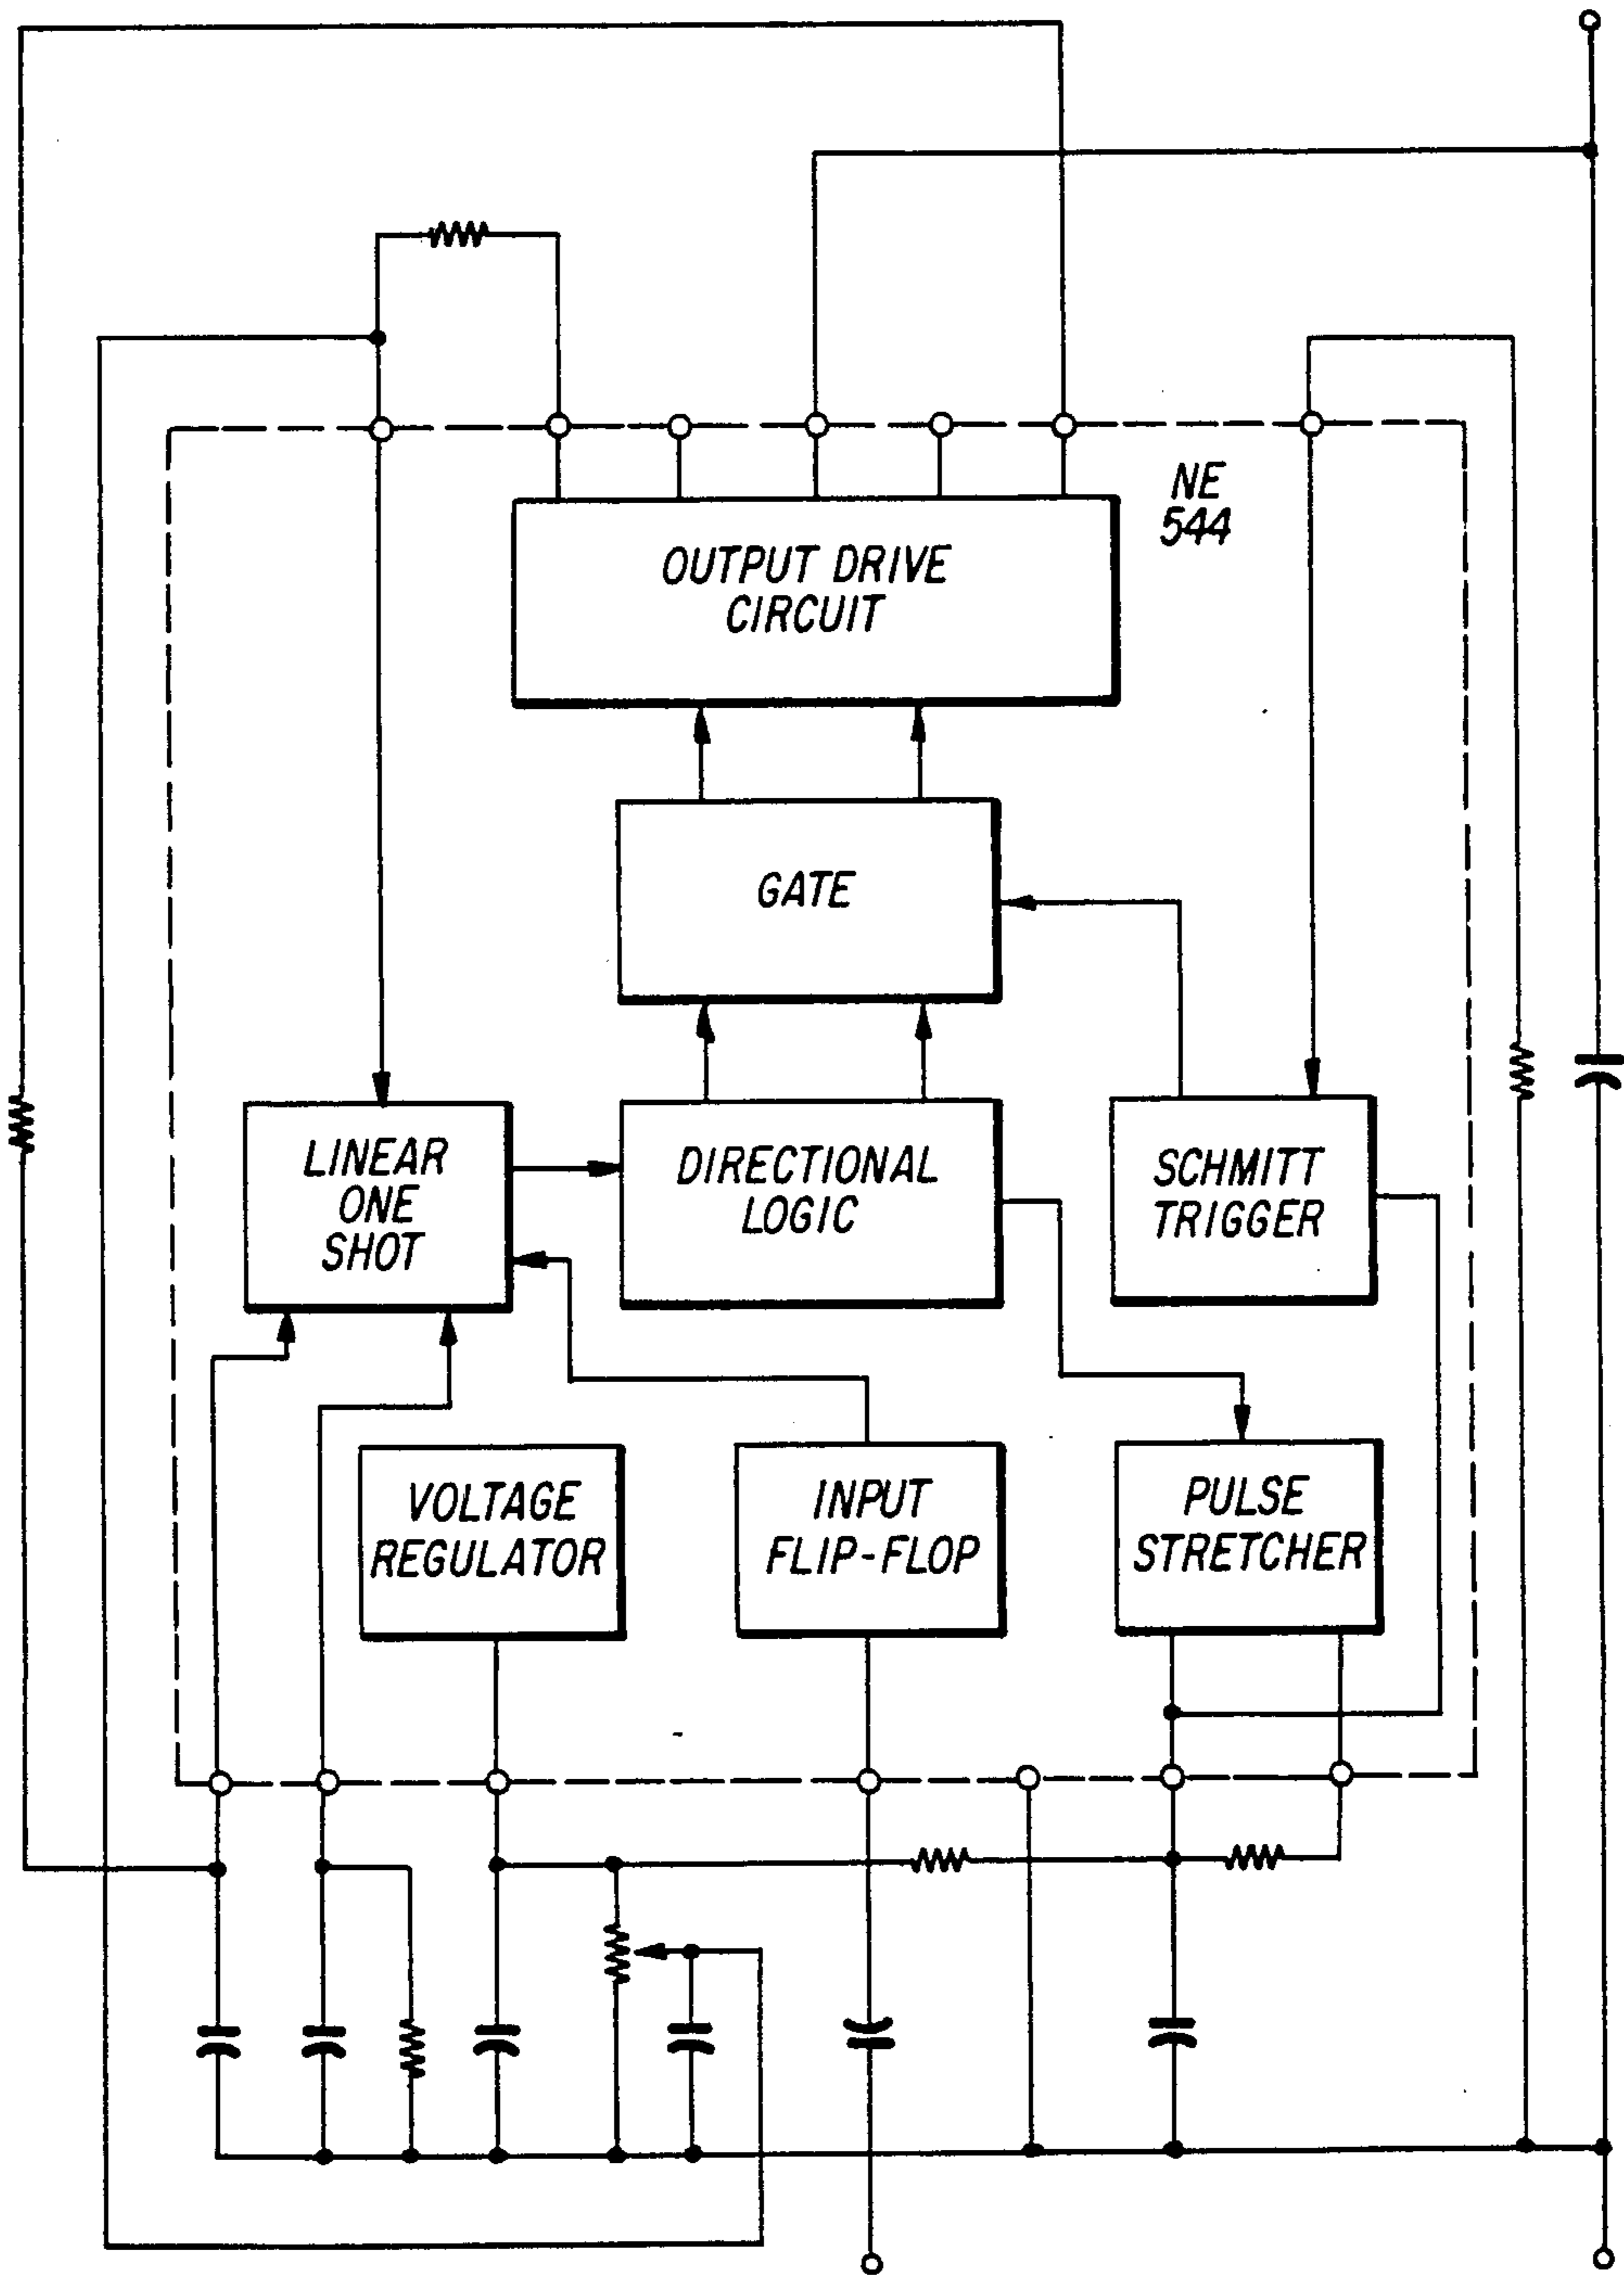 NE
544
OUTPUT DRIVE
CIRCUIT
GATE
LINEAR
ONE
SHOT
DIRECTIONAL
LOGIC
SCHMITT
TRIGGER
VOLTAGE
REGULATOR
INPUT
FLIP-FLOP
PULSE
STRETCHER